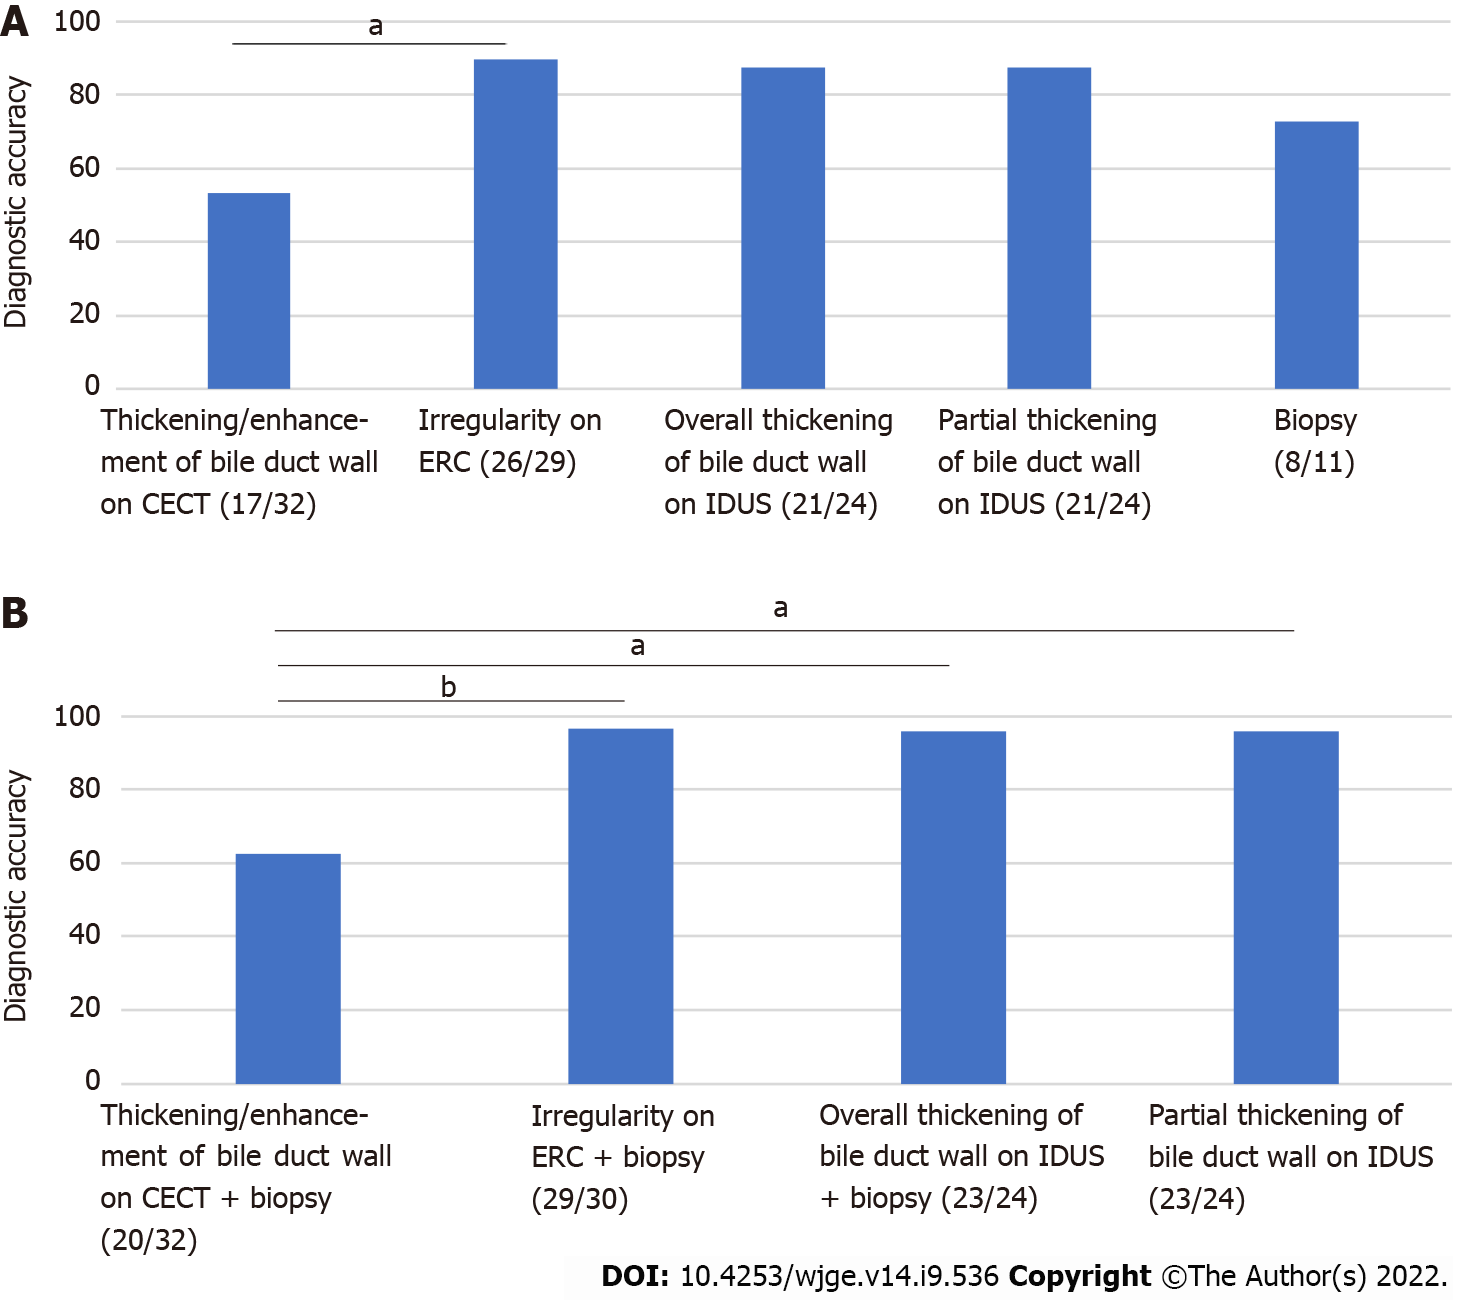 A
a
Diagnostic accuracy
100
80
60
40
20
0
Thickening/enhance-
ment of bile duct wall
on CECT (17/32)
Irregularity on
ERC (26/29)
Overall thickening
of bile duct wall
on IDUS (21/24)
Partial thickening
of bile duct wall
on IDUS (21/24)
Biopsy
(8/11)
B
a
a
b
Diagnostic accuracy
100
80
60
40
20
0
Thickening/enhance-
ment of bile duct wall
on CECT + biopsy
(20/32)
Irregularity on
ERC + biopsy
(29/30)
Overall thickening of
bile duct wall on IDUS
+ biopsy (23/24)
Partial thickening of
bile duct wall on IDUS
(23/24)
DOI: 10.4253/wjge.v14.i9.536 Copyright ©The Author(s) 2022.